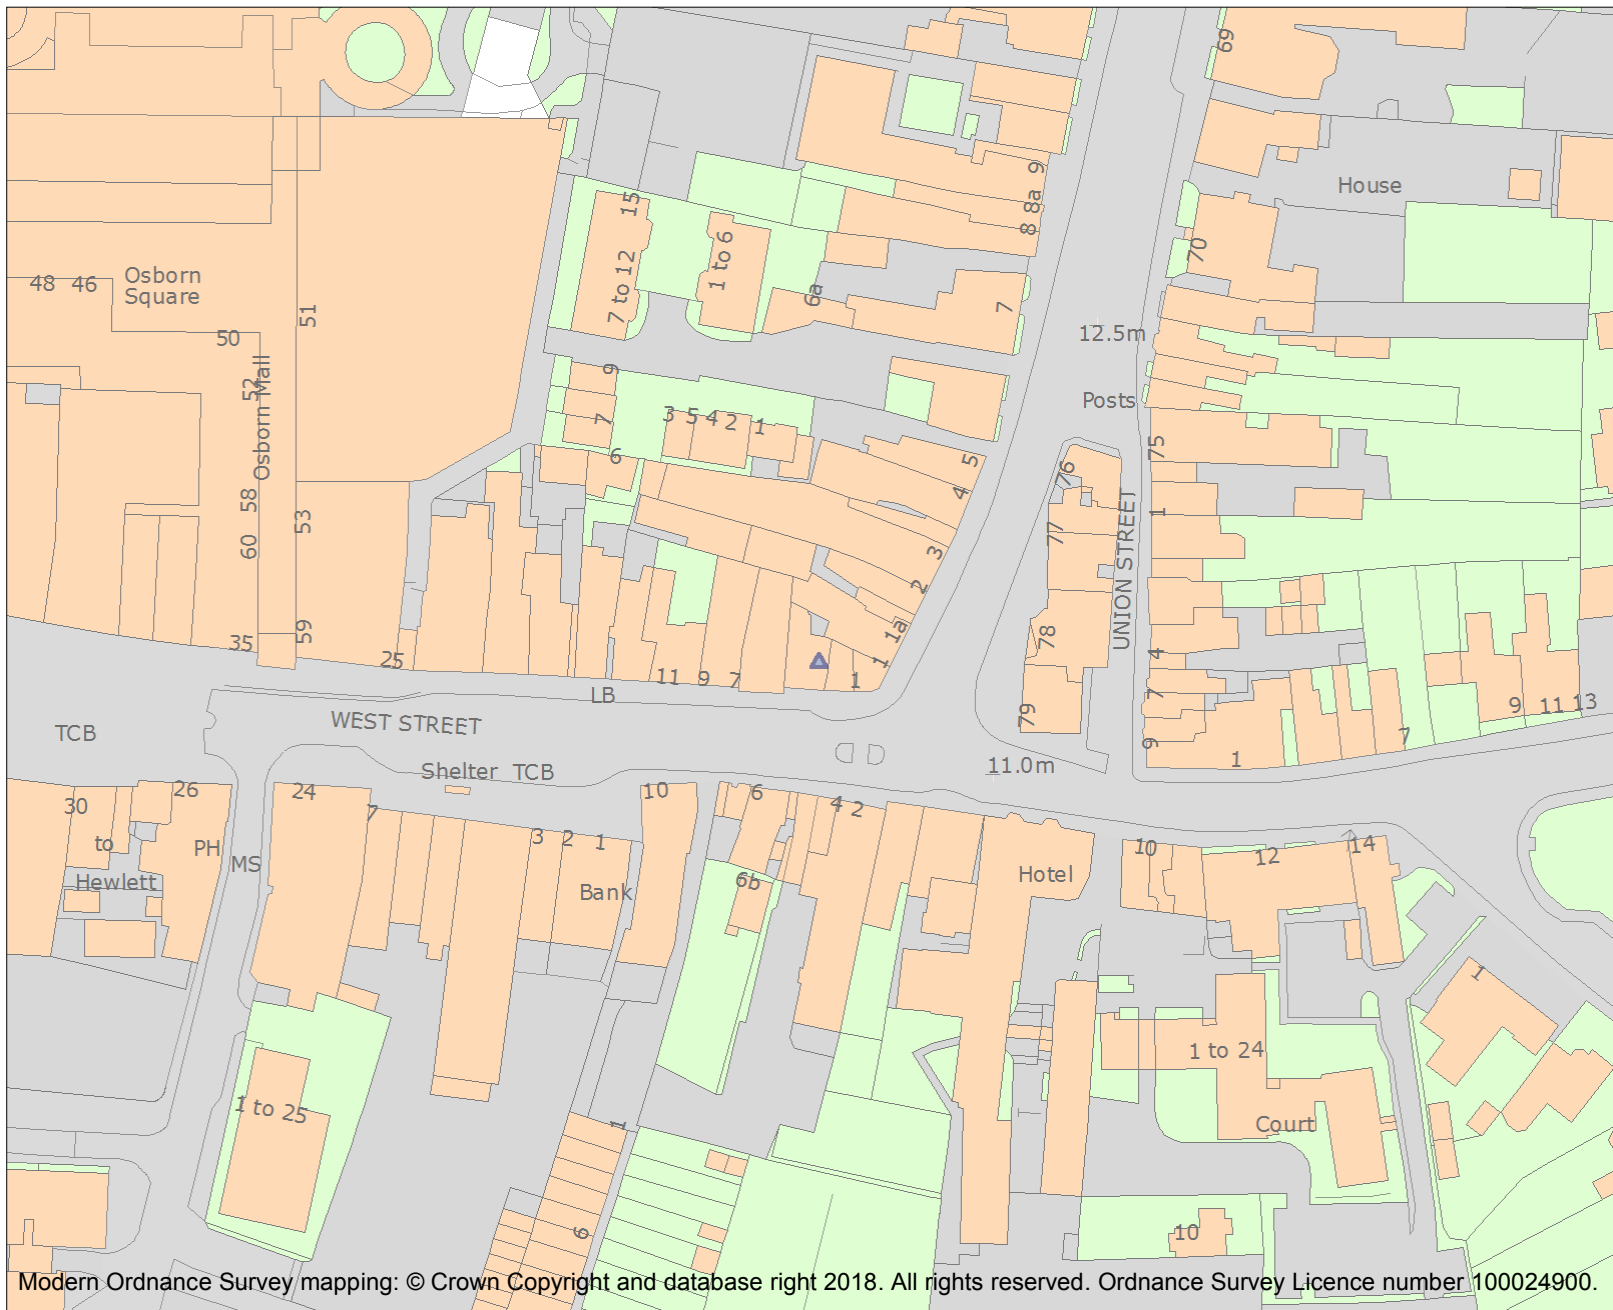 69
9
House
15
8a
8
70
1 to 6
7 to 12
Osborn
Square
48
46
6a
51
7
12.5m
50
52
Osborn Mall
9
Posts
3
5
4
2
1
7
75
6
5
76
4
58
53
1
77
60
3
UNION STREET
2
59
1a
78
35
25
4
1
11
9
7
1
7
LB
79
9
11
13
WEST STREET
TCB
7
9
1
11.0m
Shelter
TCB
30
26
24
10
6
4
2
7
to
PH
MS
3
2
1
10
12
14
Hewlett
Bank
6b
Hotel
1
1 to 24
1 to 25
1
Court
6
10
Modern Ordnance Survey mapping: © Crown Copyright and database right 2018. All rights reserved. Ordnance Survey Licence number 100024900.